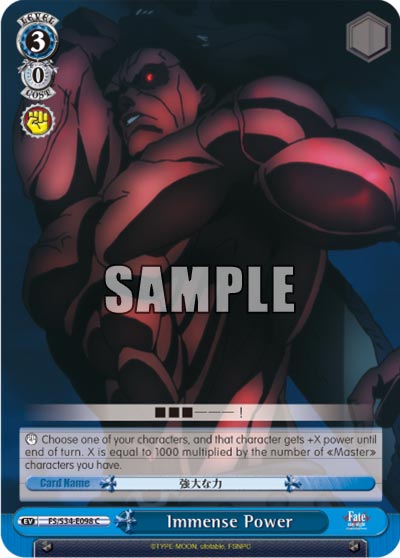 LEVEL
3
0
COST
SAMPLE
■■■———！
Choose one of your characters, and that character gets +X power until
end of turn. X is equal to 1000 multiplied by the number of «Master»
characters you have.
Card Name 強大な力
EV FS/S34-E098 C Immense Power Fate
©TYPE-MOON, ufotable, FSNPC